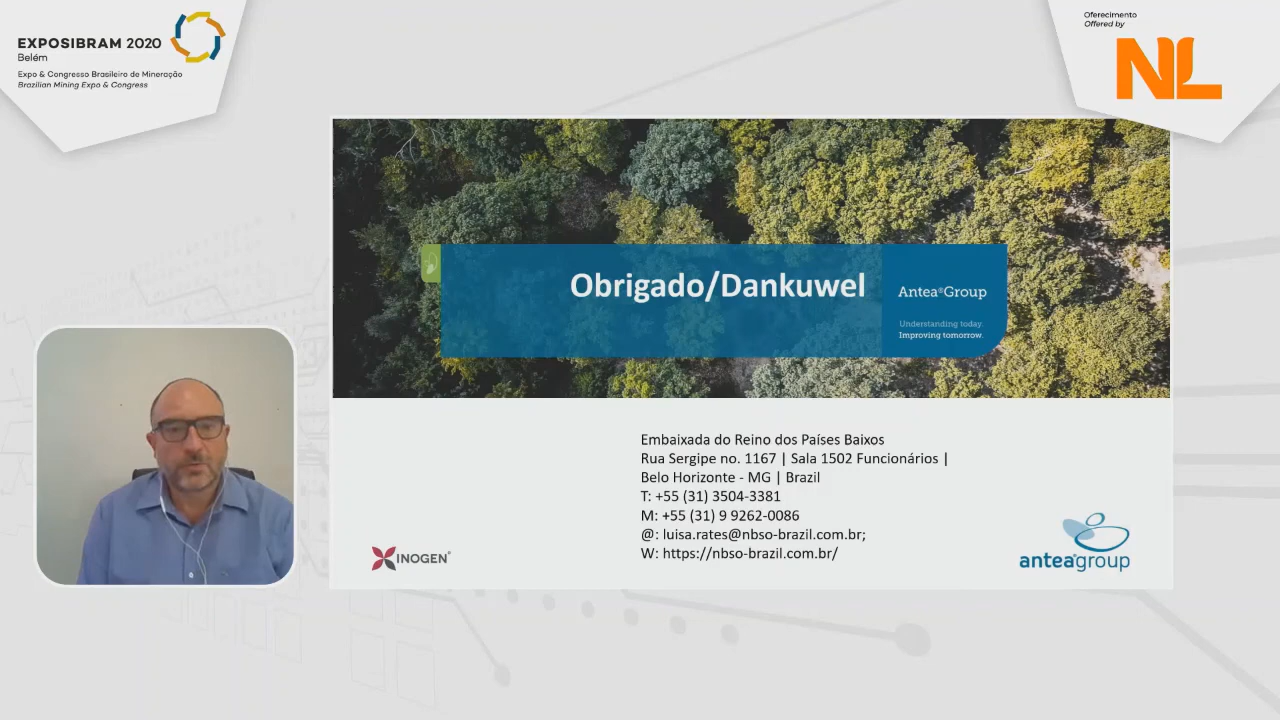 EXPOSIBRAM 2020
Belém
Expo & Congresso Brasileiro de Mineração
Brazilian Mining Expo & Congress
Oferecimento
Offered by
NL
Obrigado/Dankuwel
Antea®Group
Understanding today.
Improving tomorrow.
Embaixada do Reino dos Países Baixos
Rua Sergipe no. 1167 | Sala 1502 Funcionários |
Belo Horizonte - MG | Brazil
T: +55 (31) 3504-3381
M: +55 (31) 9 9262-0086
@: luisa.rates@nbso-brazil.com.br;
W: https://nbso-brazil.com.br/
INOGEN®
antea®group